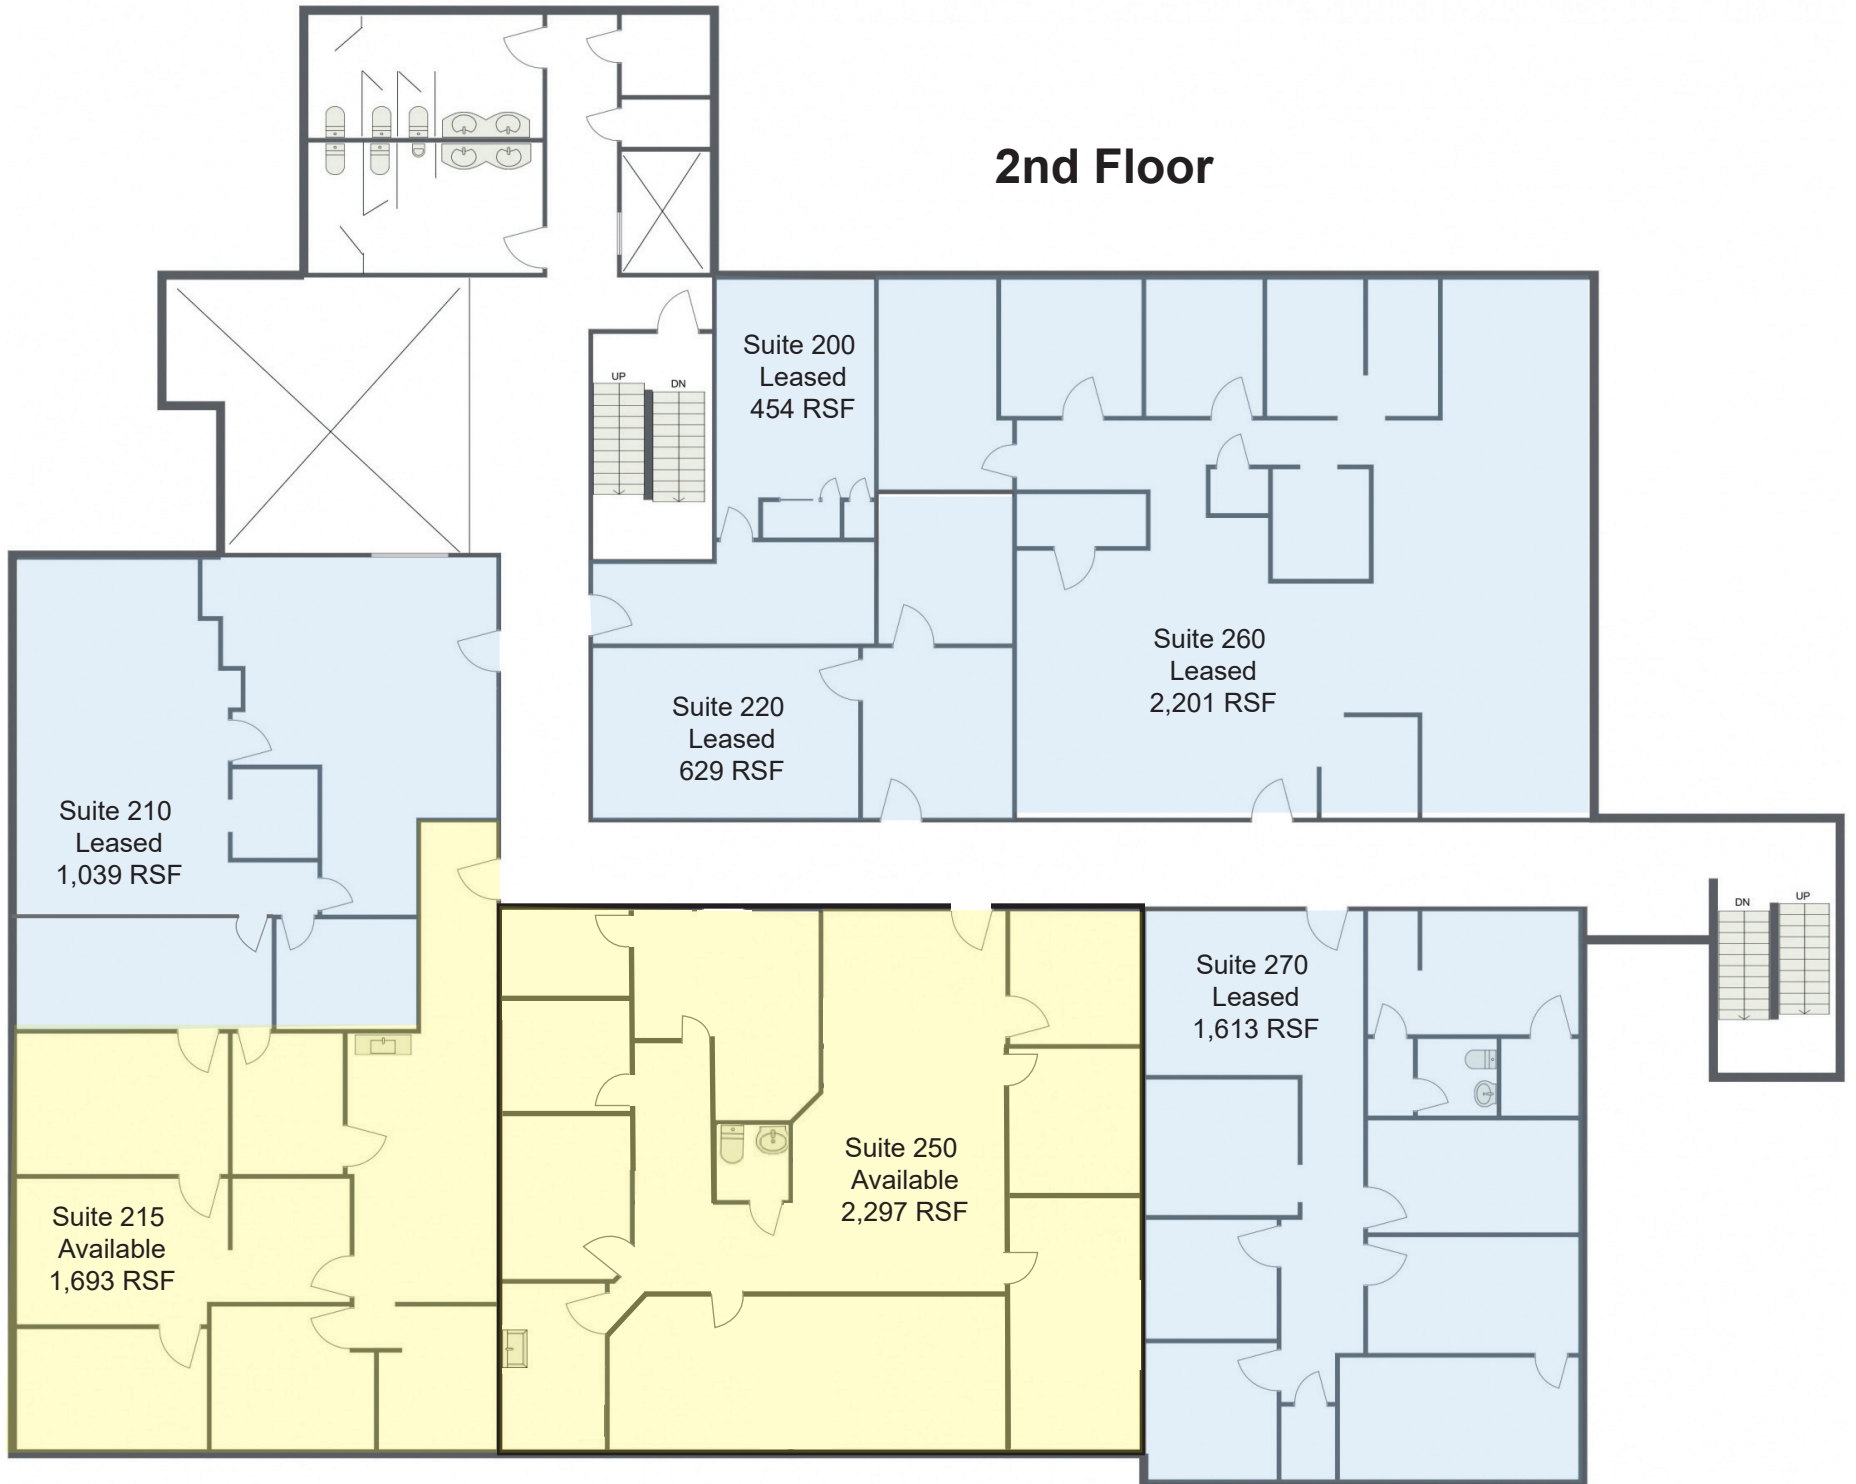 2nd Floor
UP
DN
Suite 200
Leased
454 RSF
Suite 260
Leased
2,201 RSF
Suite 220
Leased
629 RSF
Suite 210
Leased
1,039 RSF
DN
UP
Suite 270
Leased
1,613 RSF
Suite 250
Available
2,297 RSF
Suite 215
Available
1,693 RSF